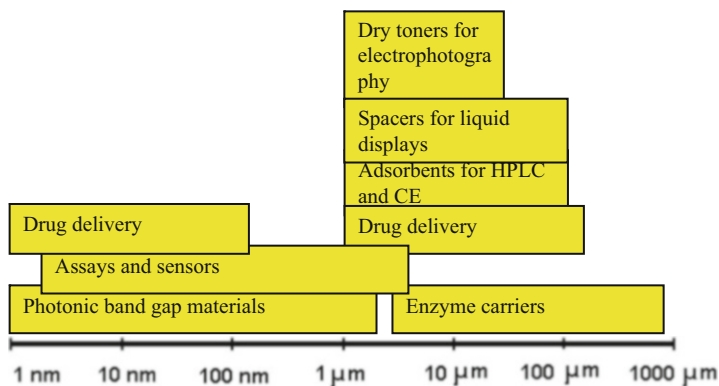 Dry toners for
electrophotogra
phy
Spacers for liquid
displays
Adsorbents for HPLC
and CE
Drug delivery
Drug delivery
Assays and sensors
Photonic band gap materials
Enzyme carriers
1 nm 10 nm 100 nm 1 μm 10 μm 100 μm 1000 μm